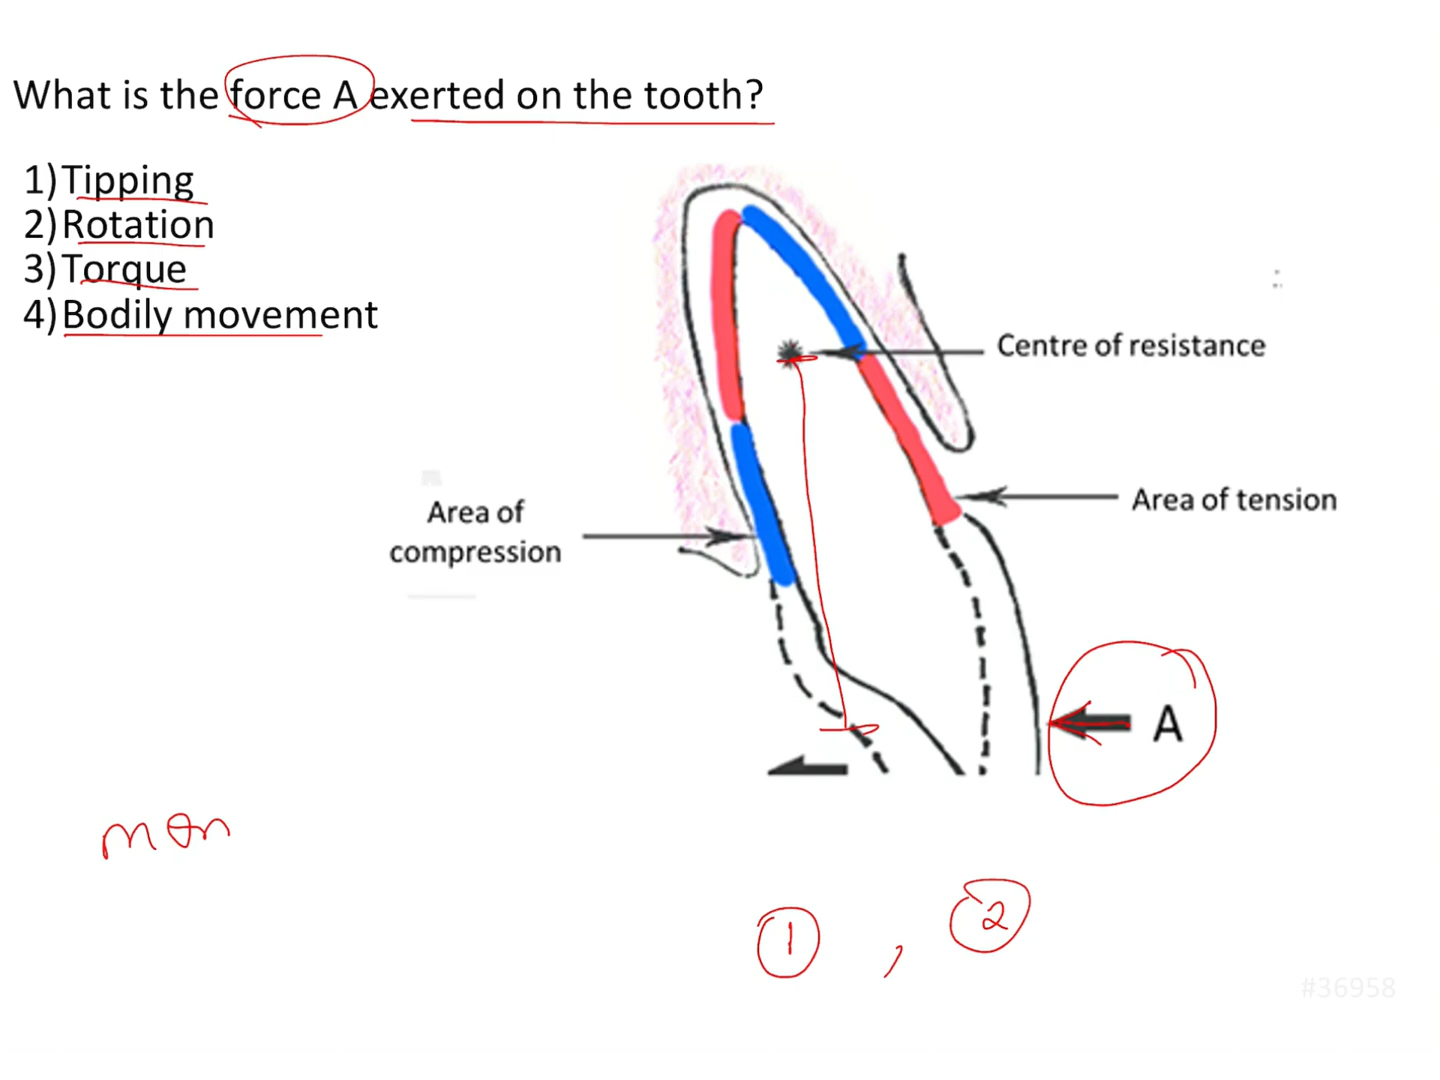 What is the force A exerted on the tooth?
1) Tipping
2) Rotation
3) Torque
4) Bodily movement
Centre of resistance
Area of tension
Area of
compression
A
mon
1 , 2
#36958